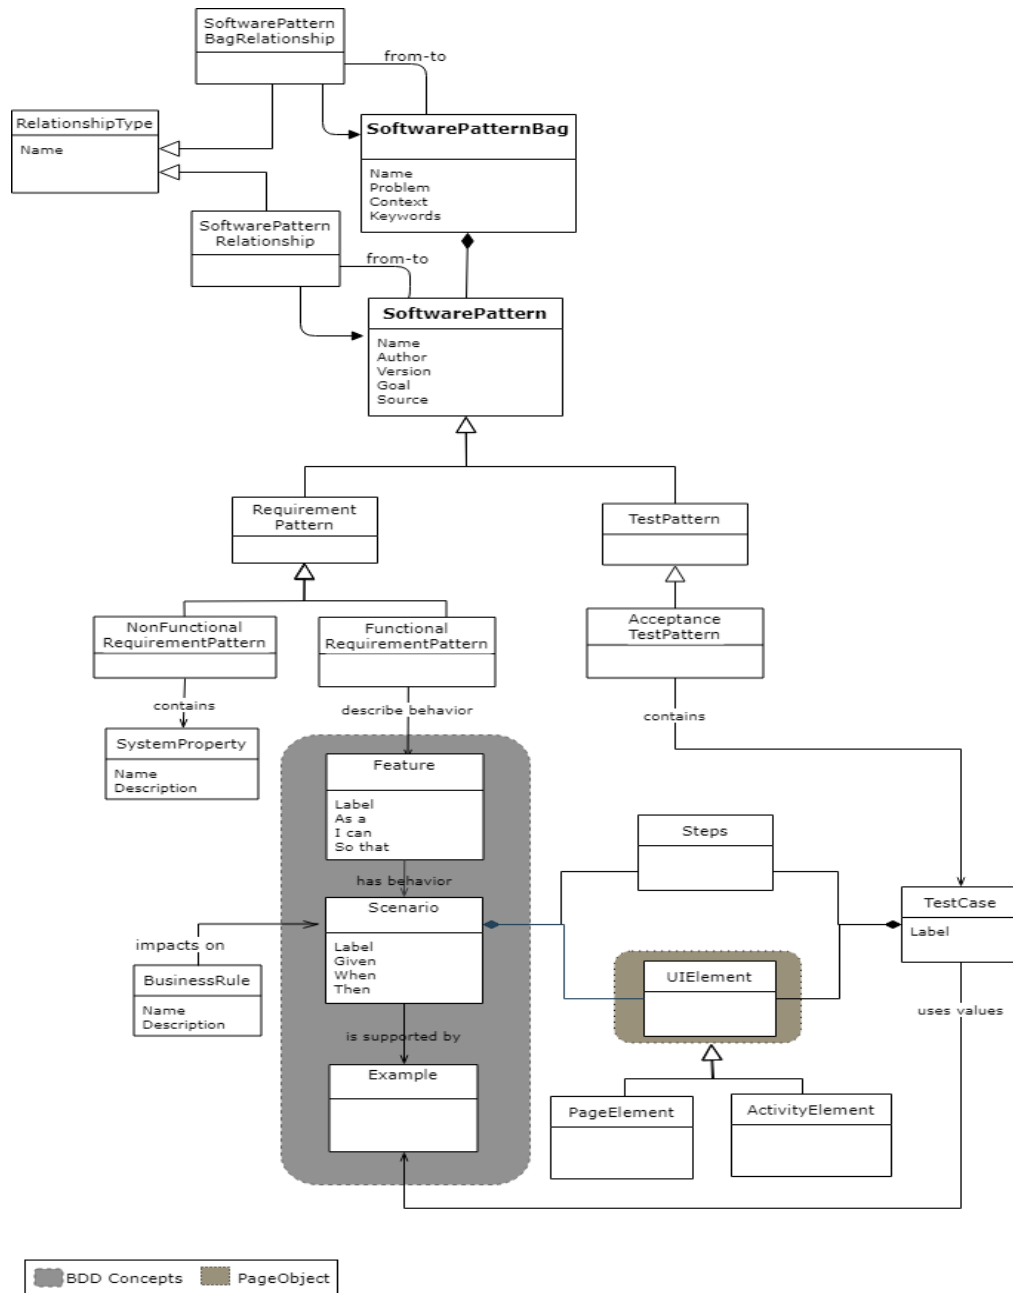 SoftwarePattern
BagRelationship
from-to
RelationshipType
Name
SoftwarePatternBag
Name
Problem
Context
Keywords
SoftwarePattern
Relationship
from-to
SoftwarePattern
Name
Author
Version
Goal
Source
Requirement
Pattern
TestPattern
NonFunctional
RequirementPattern
Functional
RequirementPattern
Acceptance
TestPattern
contains
describe behavior
contains
SystemProperty
Name
Description
Feature
Label
As a
I can
So that
Steps
has behavior
Scenario
Label
Given
When
Then
TestCase
Label
impacts on
BusinessRule
Name
Description
UIElement
uses values
is supported by
Example
PageElement
ActivityElement
BDD Concepts
PageObject